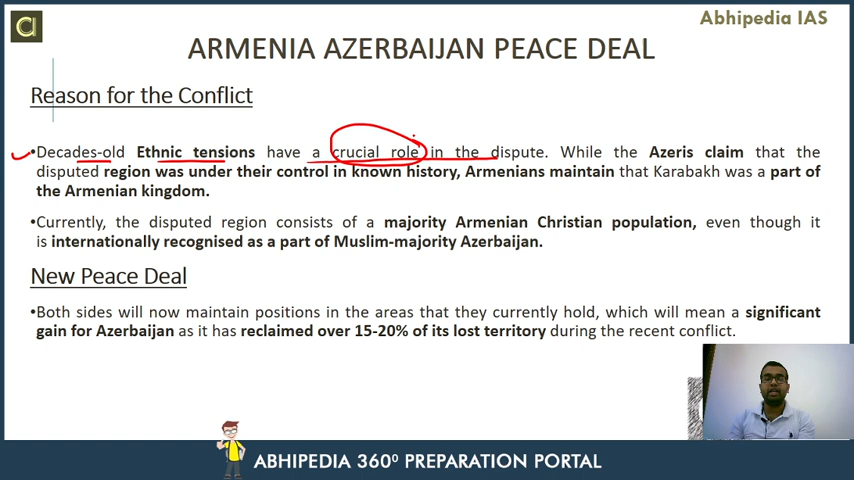 Abhipedia IAS
ARMENIA AZERBAIJAN PEACE DEAL
Reason for the Conflict
•Decades-old Ethnic tensions have a crucial role in the dispute. While the Azeris claim that the
disputed region was under their control in known history, Armenians maintain that Karabakh was a part of
the Armenian kingdom.
•Currently, the disputed region consists of a majority Armenian Christian population, even though it
is internationally recognised as a part of Muslim-majority Azerbaijan.
New Peace Deal
•Both sides will now maintain positions in the areas that they currently hold, which will mean a significant
gain for Azerbaijan as it has reclaimed over 15-20% of its lost territory during the recent conflict.
ABHIPEDIA 360⁰ PREPARATION PORTAL